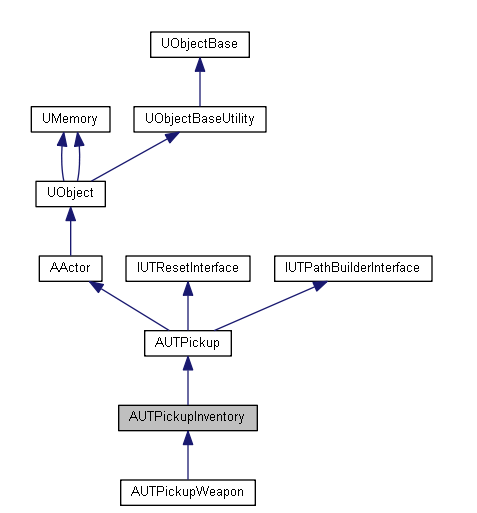 UObjectBase
UMemory
UObjectBaseUtility
UObject
AActor
IUTResetInterface
IUTPathBuilderInterface
AUTPickup
AUTPickupInventory
AUTPickupWeapon